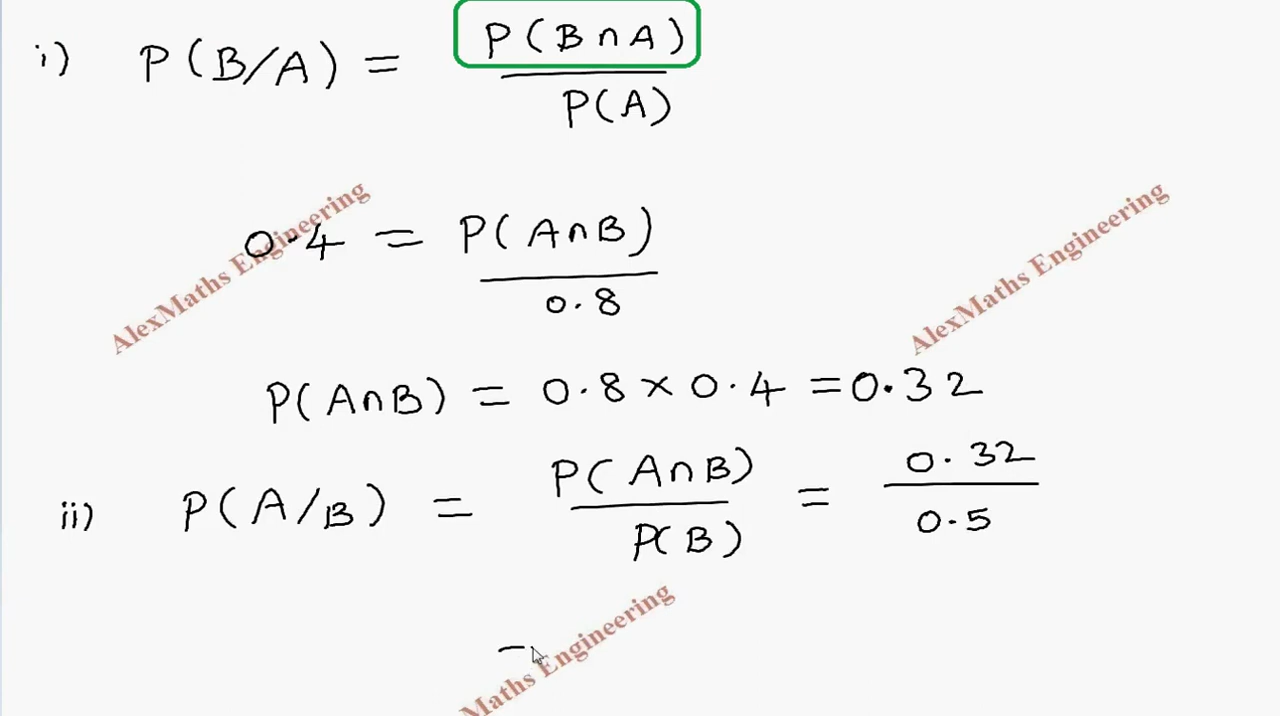 i) P(B/A) = P(B∩A)
P(A)
AlexMaths Engineering
AlexMaths Engineering
0.4 = P(A∩B)
0.8
P(A∩B) = 0.8 × 0.4 = 0.32
ii) P(A/B) = P(A∩B) = 0.32
P(B) 0.5
Maths Engineering